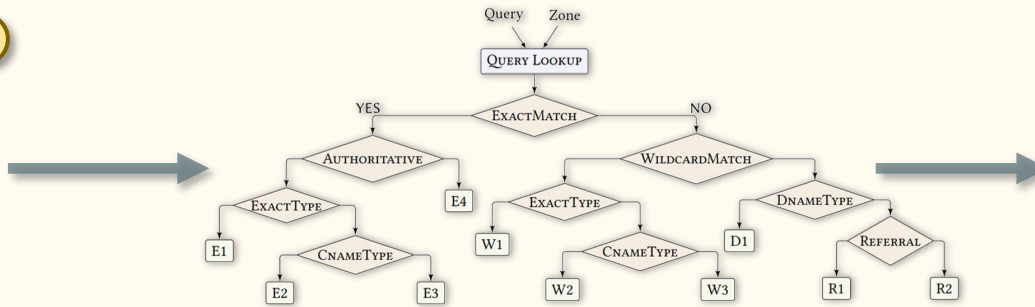 Query Zone
QUERY LOOKUP
EXACTMATCH
YES NO
AUTHORITATIVE WILDCARDMATCH
EXACTTYPE E4 EXACTTYPE DNAMETYPE
E1 CNAMETYPE W1 CNAMETYPE D1 REFERRAL
E2 E3 W2 W3 R1 R2